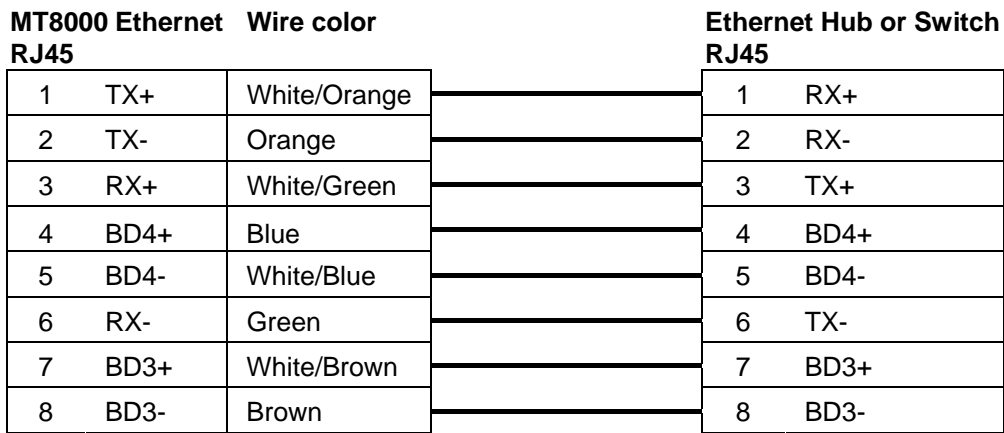 MT8000 Ethernet RJ45 Wire color Ethernet Hub or Switch RJ45
1 TX+ White/Orange 1 RX+
2 TX- Orange 2 RX-
3 RX+ White/Green 3 TX+
4 BD4+ Blue 4 BD4+
5 BD4- White/Blue 5 BD4-
6 RX- Green 6 TX-
7 BD3+ White/Brown 7 BD3+
8 BD3- Brown 8 BD3-